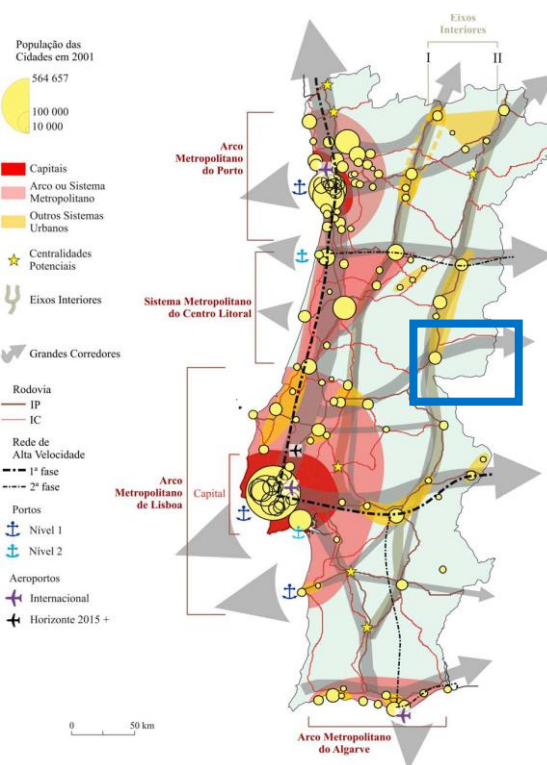 População das
Cidades em 2001
564 657
100 000
10 000
Capitais
Arco ou Sistema
Metropolitano
Outros Sistemas
Urbanos
Centralidades
Potenciais
Eixos Interiores
Grandes Corredores
Rodovia
IP
IC
Rede de
Alta Velocidade
1ª fase
2ª fase
Portos
Nível 1
Nível 2
Aeroportos
Internacional
Horizonte 2015 +
0
50 km
Eixos
Interiores
I
II
Arco
Metropolitano
do Porto
Sistema Metropolitano
do Centro Litoral
Arco
Metropolitano
de Lisboa
Capital
Arco Metropolitano
do Algarve